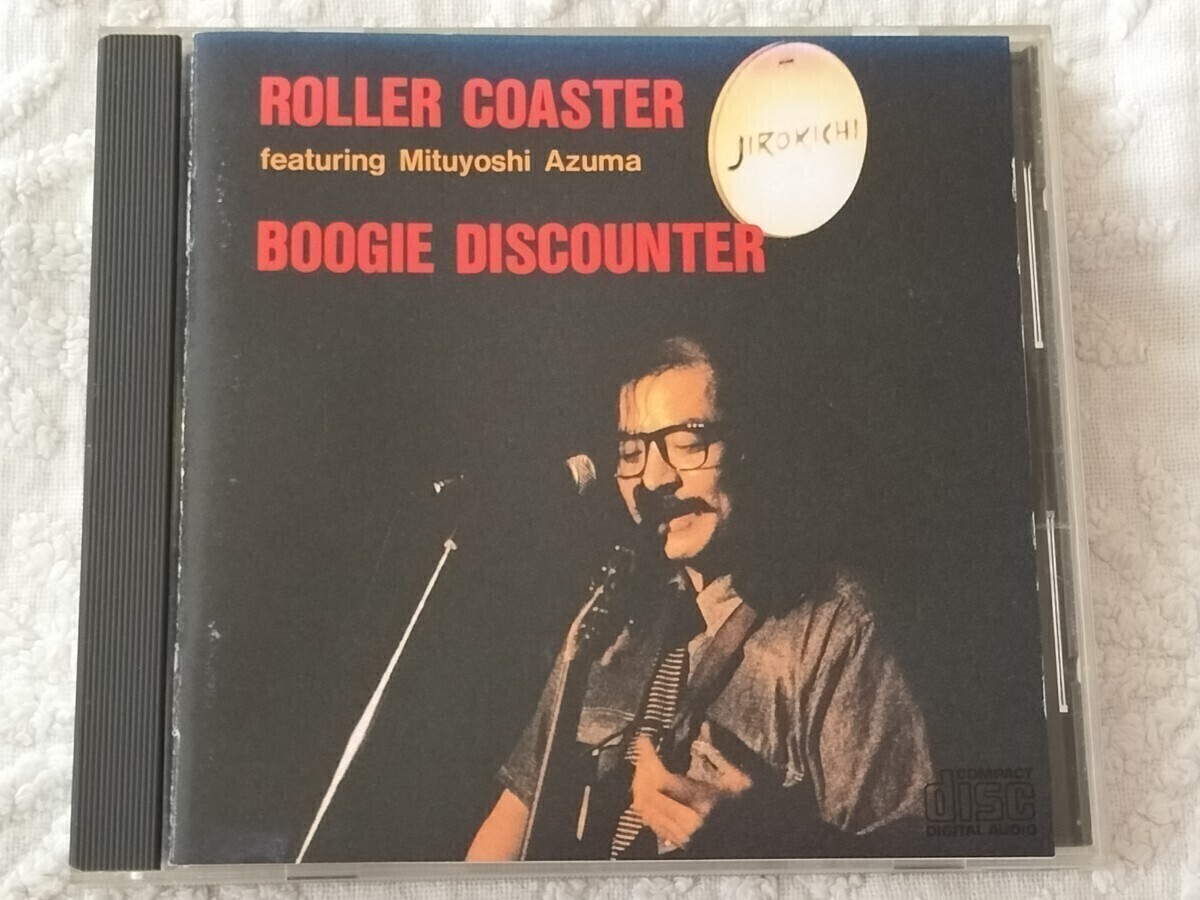 ROLLER COASTER
featuring Mituyoshi Azuma
JIROKICHI
BOOGIE DISCOUNTER
COMPACT
disc
DIGITAL AUDIO